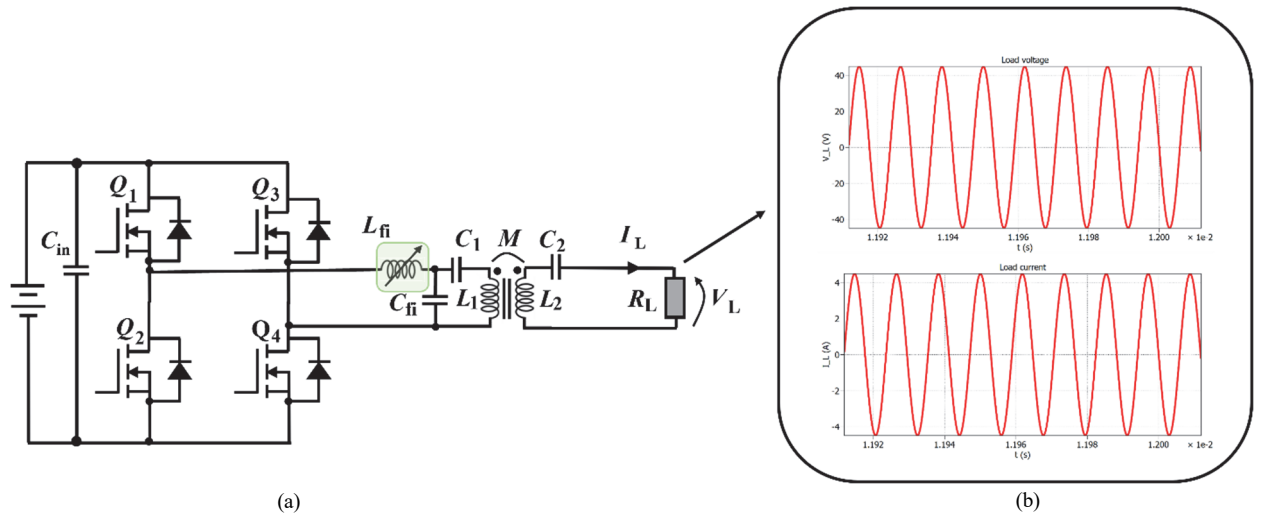 Q1
Q3
Cin
Lfi
C1
M
C2
IL
Cfi
L1
L2
RL
VL
Q2
Q4
Load voltage
V_L (V)
40
20
0
20
-40
1.192
1.194
1.196
1.198
1.200
× 1e-2
t (s)
Load current
I_L (A)
4
2
0
-2
-4
1.192
1.194
1.196
1.198
1.200
× 1e-2
t (s)
(a)
(b)